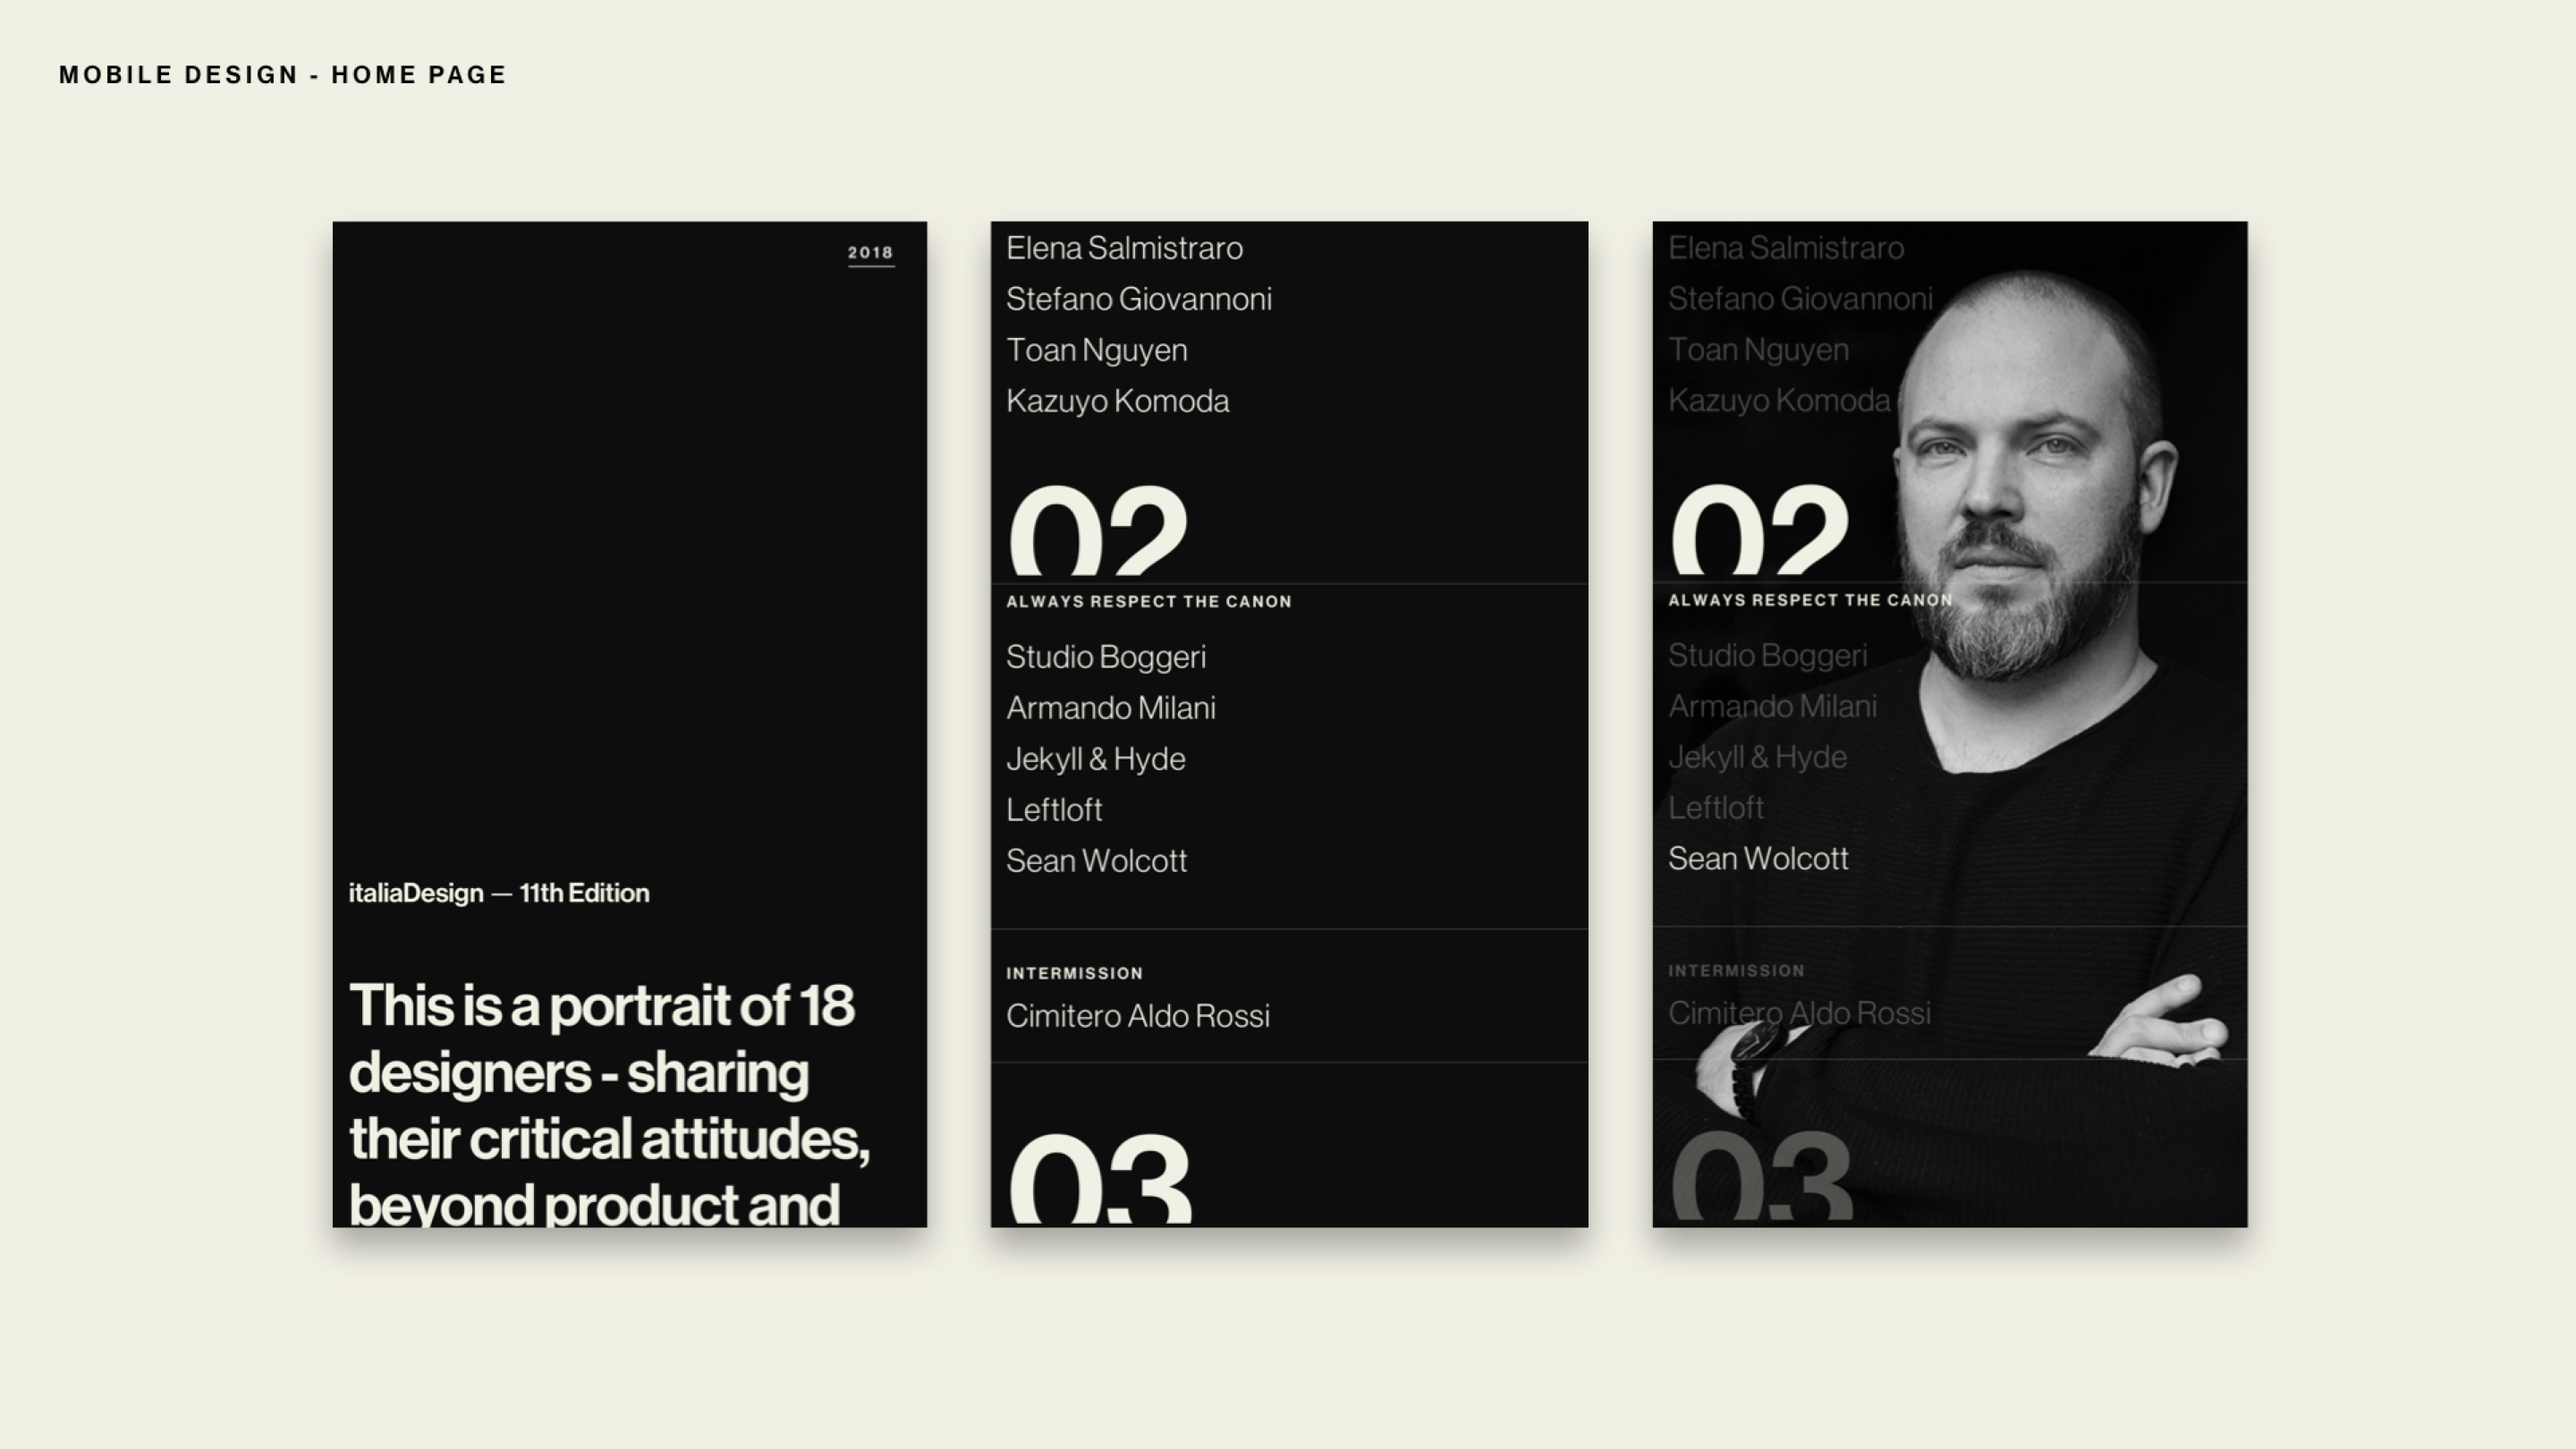 MOBILE DESIGN - HOME PAGE
2018
italiaDesign — 11th Edition
This is a portrait of 18
designers - sharing
their critical attitudes,
beyond product and
Elena Salmistraro
Stefano Giovannoni
Toan Nguyen
Kazuyo Komoda
02
ALWAYS RESPECT THE CANON
Studio Boggeri
Armando Milani
Jekyll & Hyde
Leftloft
Sean Wolcott
INTERMISSION
Cimitero Aldo Rossi
03
Elena Salmistraro
Stefano Giovannoni
Toan Nguyen
Kazuyo Komoda
02
ALWAYS RESPECT THE CANON
Studio Boggeri
Armando Milani
Jekyll & Hyde
Leftloft
Sean Wolcott
INTERMISSION
Cimitero Aldo Rossi
03